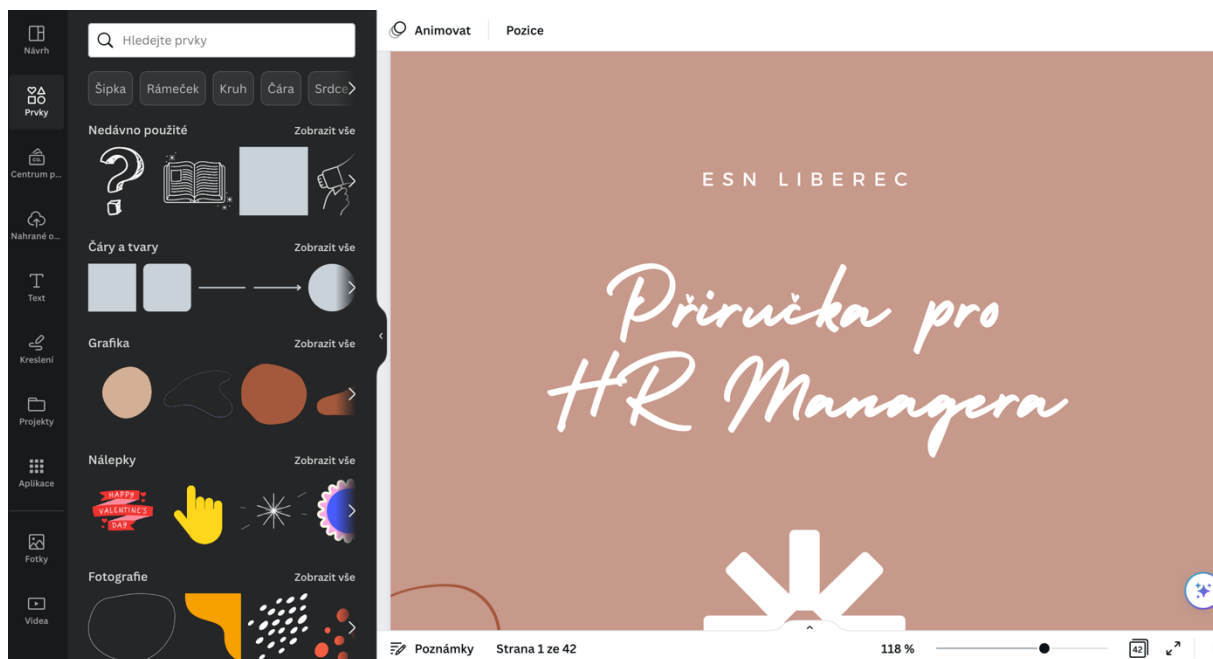 Návrh
Prvky
Centrum p...
Nahrané o...
Text
Kreslení
Projekty
Aplikace
Fotky
Videa
Hledejte prvky
Šipka Rámeček Kruh Čára Srdce
Nedávno použité Zobrazit vše
Čáry a tvary Zobrazit vše
Grafika Zobrazit vše
Nálepky Zobrazit vše
HAPPY
VALENTINE'S
DAY
Fotografie Zobrazit vše
Animovat Pozice
ESN LIBEREC
Příručka pro
HR Managera
Poznámky Strana 1 ze 42 118 % 42